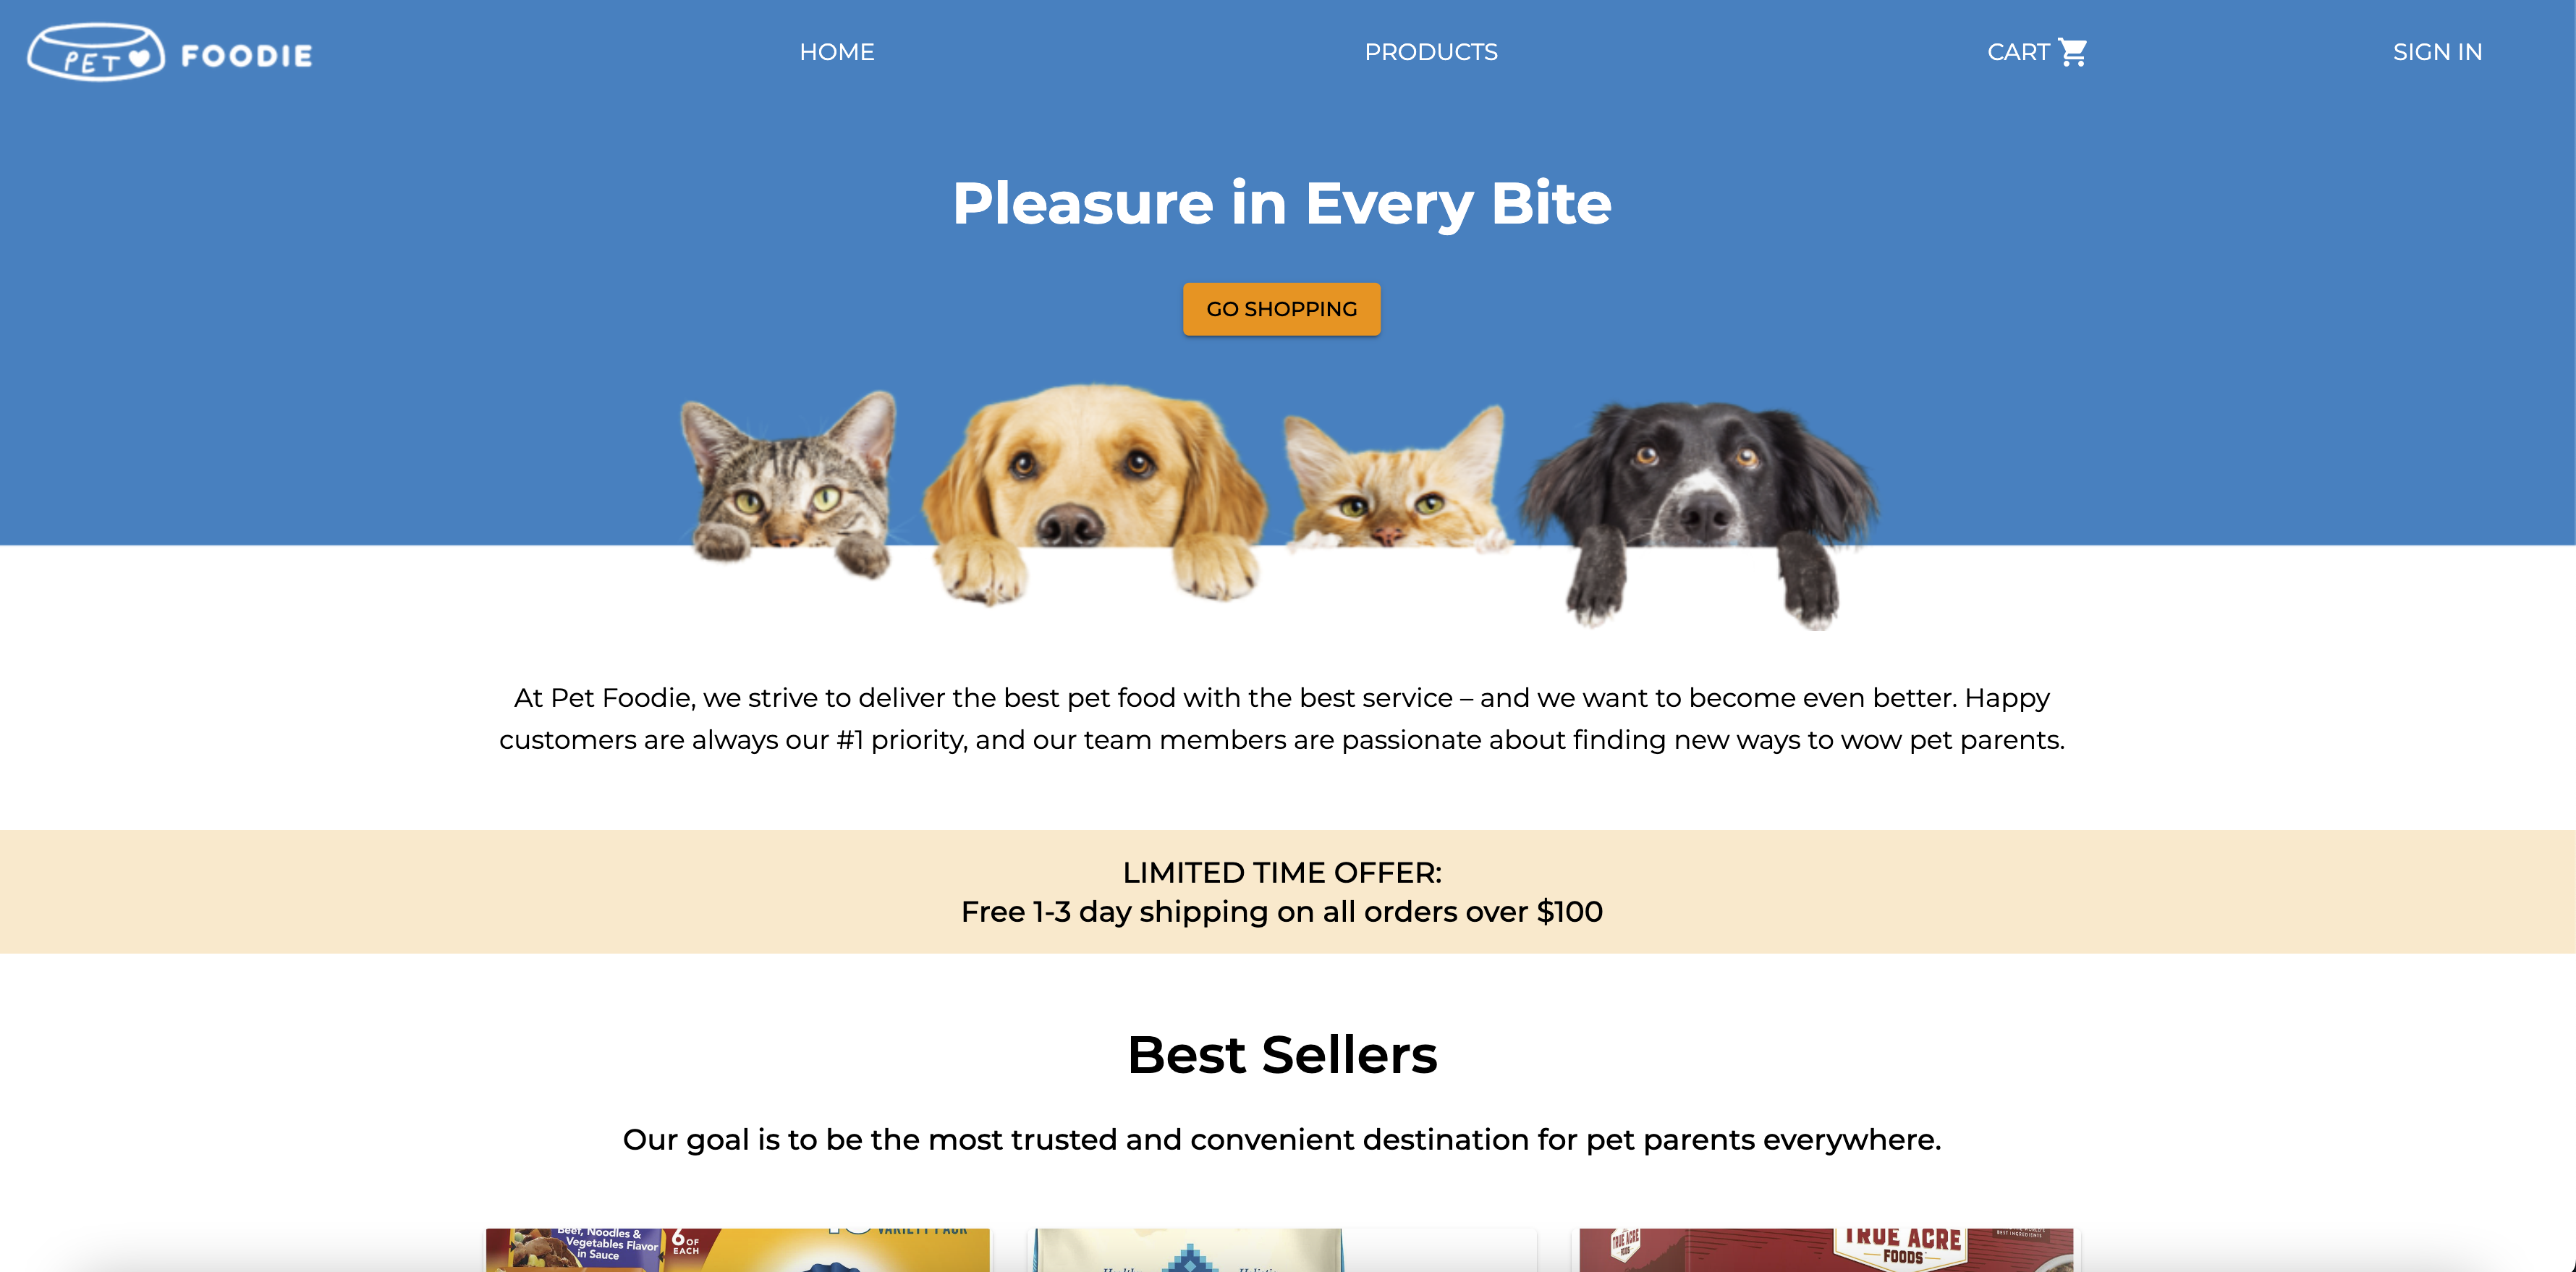 PET FOODIE
HOME
PRODUCTS
CART
SIGN IN
Pleasure in Every Bite
GO SHOPPING
At Pet Foodie, we strive to deliver the best pet food with the best service – and we want to become even better. Happy
customers are always our #1 priority, and our team members are passionate about finding new ways to wow pet parents.
LIMITED TIME OFFER:
Free 1-3 day shipping on all orders over $100
Best Sellers
Our goal is to be the most trusted and convenient destination for pet parents everywhere.
Beef, Noodles &
Vegetables Flavor
in Sauce
6 OF
EACH
VARIETY PACK
TRUE ACRE
FOODS
TRUE ACRE
FOODS
BEST INGREDIENTS